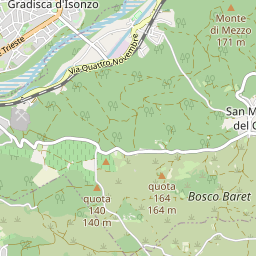 Gradisca d'Isonzo
Monte
di Mezzo
171 m
Trieste
Via Quattro Novembre
San M
del C
quota
140
140 m
quota
164
164 m
Bosco Baret